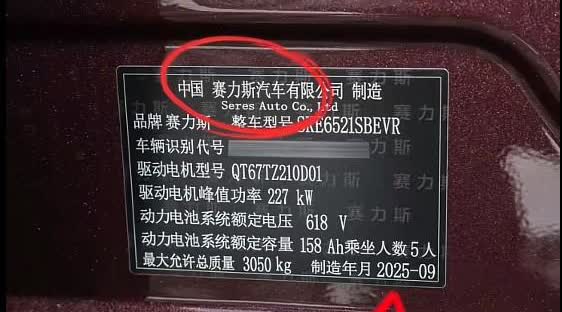 中国 赛力斯汽车有限公司 制造
Seres Auto Co., Ltd
品牌 赛力斯 整车型号 SKE6521SBEVR
车辆识别代号
驱动电机型号 QT67TZ210D01
驱动电机峰值功率 227 kW
动力电池系统额定电压 618 V
动力电池系统额定容量 158 Ah 乘坐人数 5 人
最大允许总质量 3050 kg 制造年月 2025-09